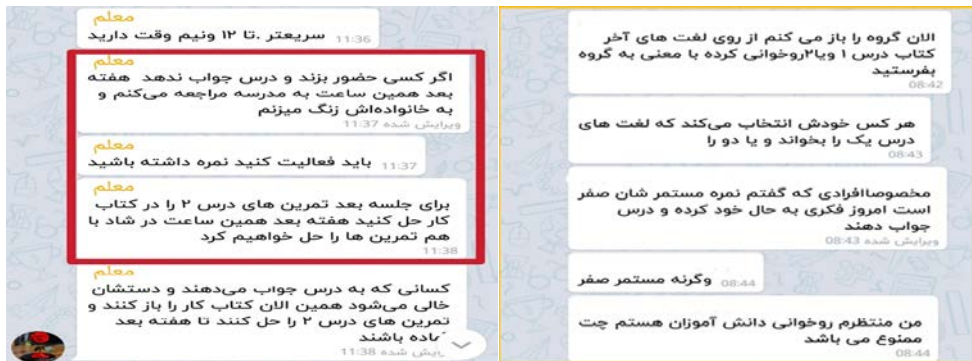 معلم
سریعتر .تا ۱۲ ونیم وقت دارید
11:36
معلم
اگر کسی حضور بزند و درس جواب ندهد هفته
بعد همین ساعت به مدرسه مراجعه می‌کنم و
به خانواده‌اش زنگ میزنم
ویرایش شده 11:37
معلم
باید فعالیت کنید نمره داشته باشید
11:37
معلم
برای جلسه بعد تمرین های درس ۲ را در کتاب
کار حل کنید هفته بعد همین ساعت در شاد با
هم تمرین ها را حل خواهیم کرد
11:38
معلم
کسانی که به درس جواب می‌دهند و دستشان
خالی می‌شود همین الان کتاب کار را باز کنند و
تمرین های درس ۲ را حل کنند تا هفته بعد
باشند
11:38
الان گروه را باز می کنم از روی لغت های آخر
کتاب درس ۱ ویا۲روخوانی کرده با معنی به گروه
بفرستید
08:42
هر کس خودش انتخاب می‌کند که لغت های
درس یک را بخواند و یا دو را
08:43
مخصوصاافرادی که گفتم نمره مستمر شان صفر
است امروز فکری به حال خود کرده و درس
جواب دهند
ویرایش شده 08:43
وگرنه مستمر صفر
08:44
من منتظرم روخوانی دانش آموزان هستم چت
ممنوع می باشد
08:44